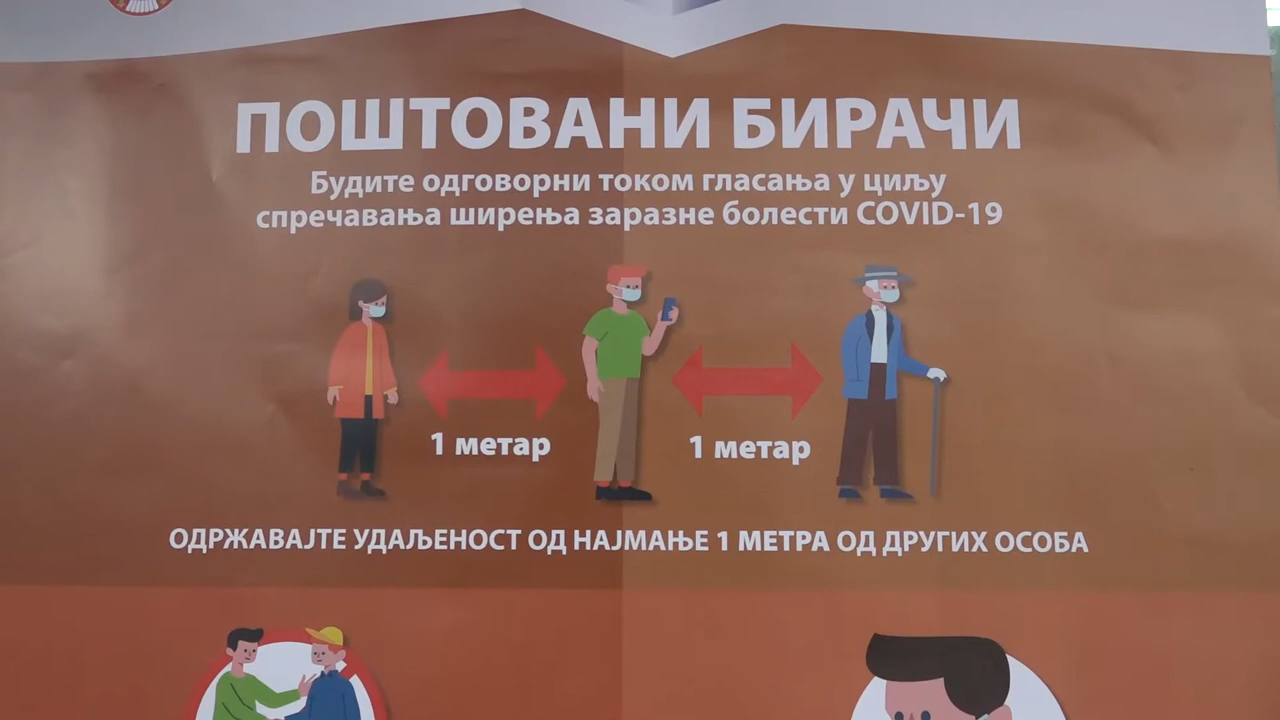 ПОШТОВАНИ БИРАЧИ
Будите одговорни током гласања у циљу
спречавања ширења заразне болести COVID-19
1 метар
1 метар
ОДРЖАВАЈТЕ УДАЉЕНОСТ ОД НАЈМАЊЕ 1 МЕТРА ОД ДРУГИХ ОСОБА